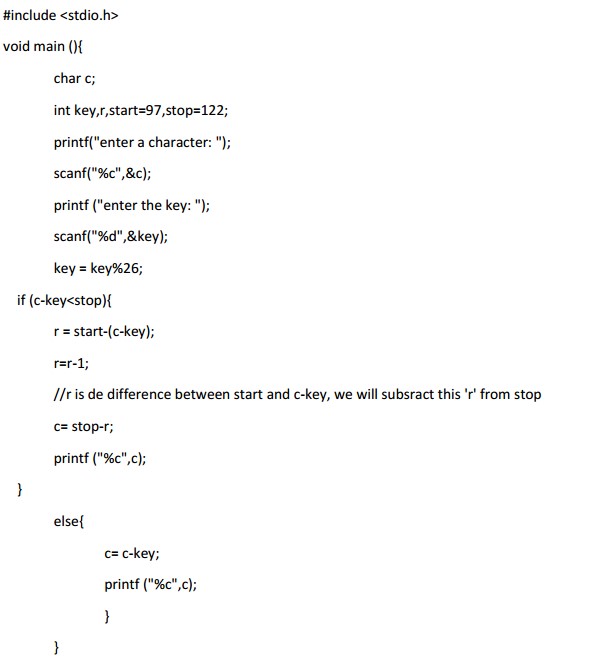 #include <stdio.h>
void main (){
char c;
int key,r,start=97,stop=122;
printf("enter a character: ");
scanf("%c",&c);
printf ("enter the key: ");
scanf("%d",&key);
key = key%26;
if (c-key<stop){
r = start-(c-key);
r=r-1;
//r is de difference between start and c-key, we will subsract this 'r' from stop
c= stop-r;
printf ("%c",c);
}
else{
c= c-key;
printf ("%c",c);
}
}